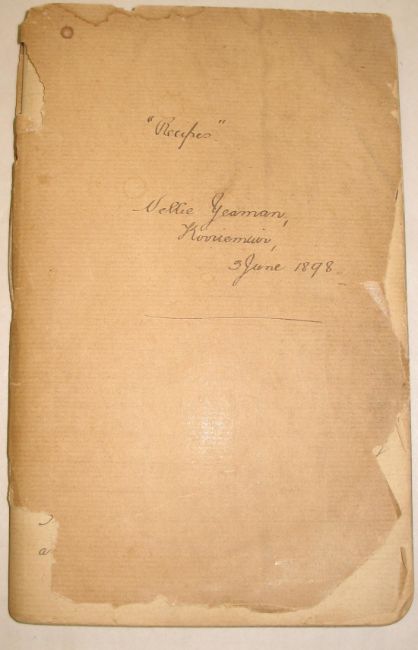 "Recipes"
Nellie Yeaman,
Kirriemuir,
3 June 1898
a